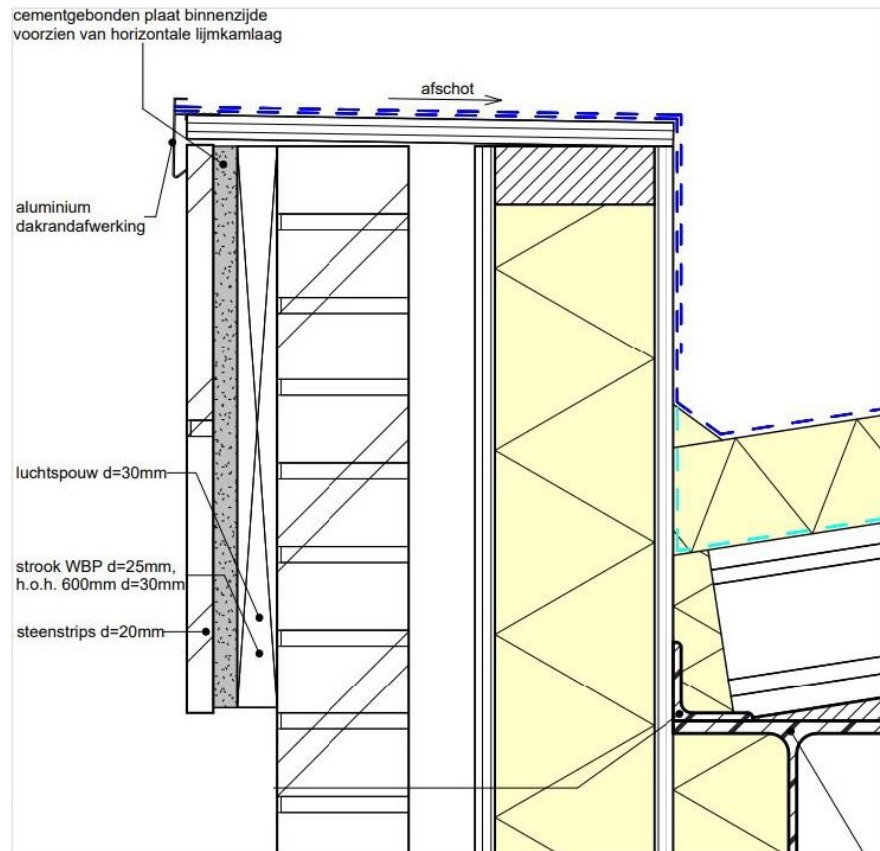 cementgebonden plaat binnenzijde
voorzien van horizontale lijmkamlaag
afschot
aluminium
dakrandafwerking
luchtspouw d=30mm
strook WBP d=25mm,
h.o.h. 600mm d=30mm
steenstrips d=20mm